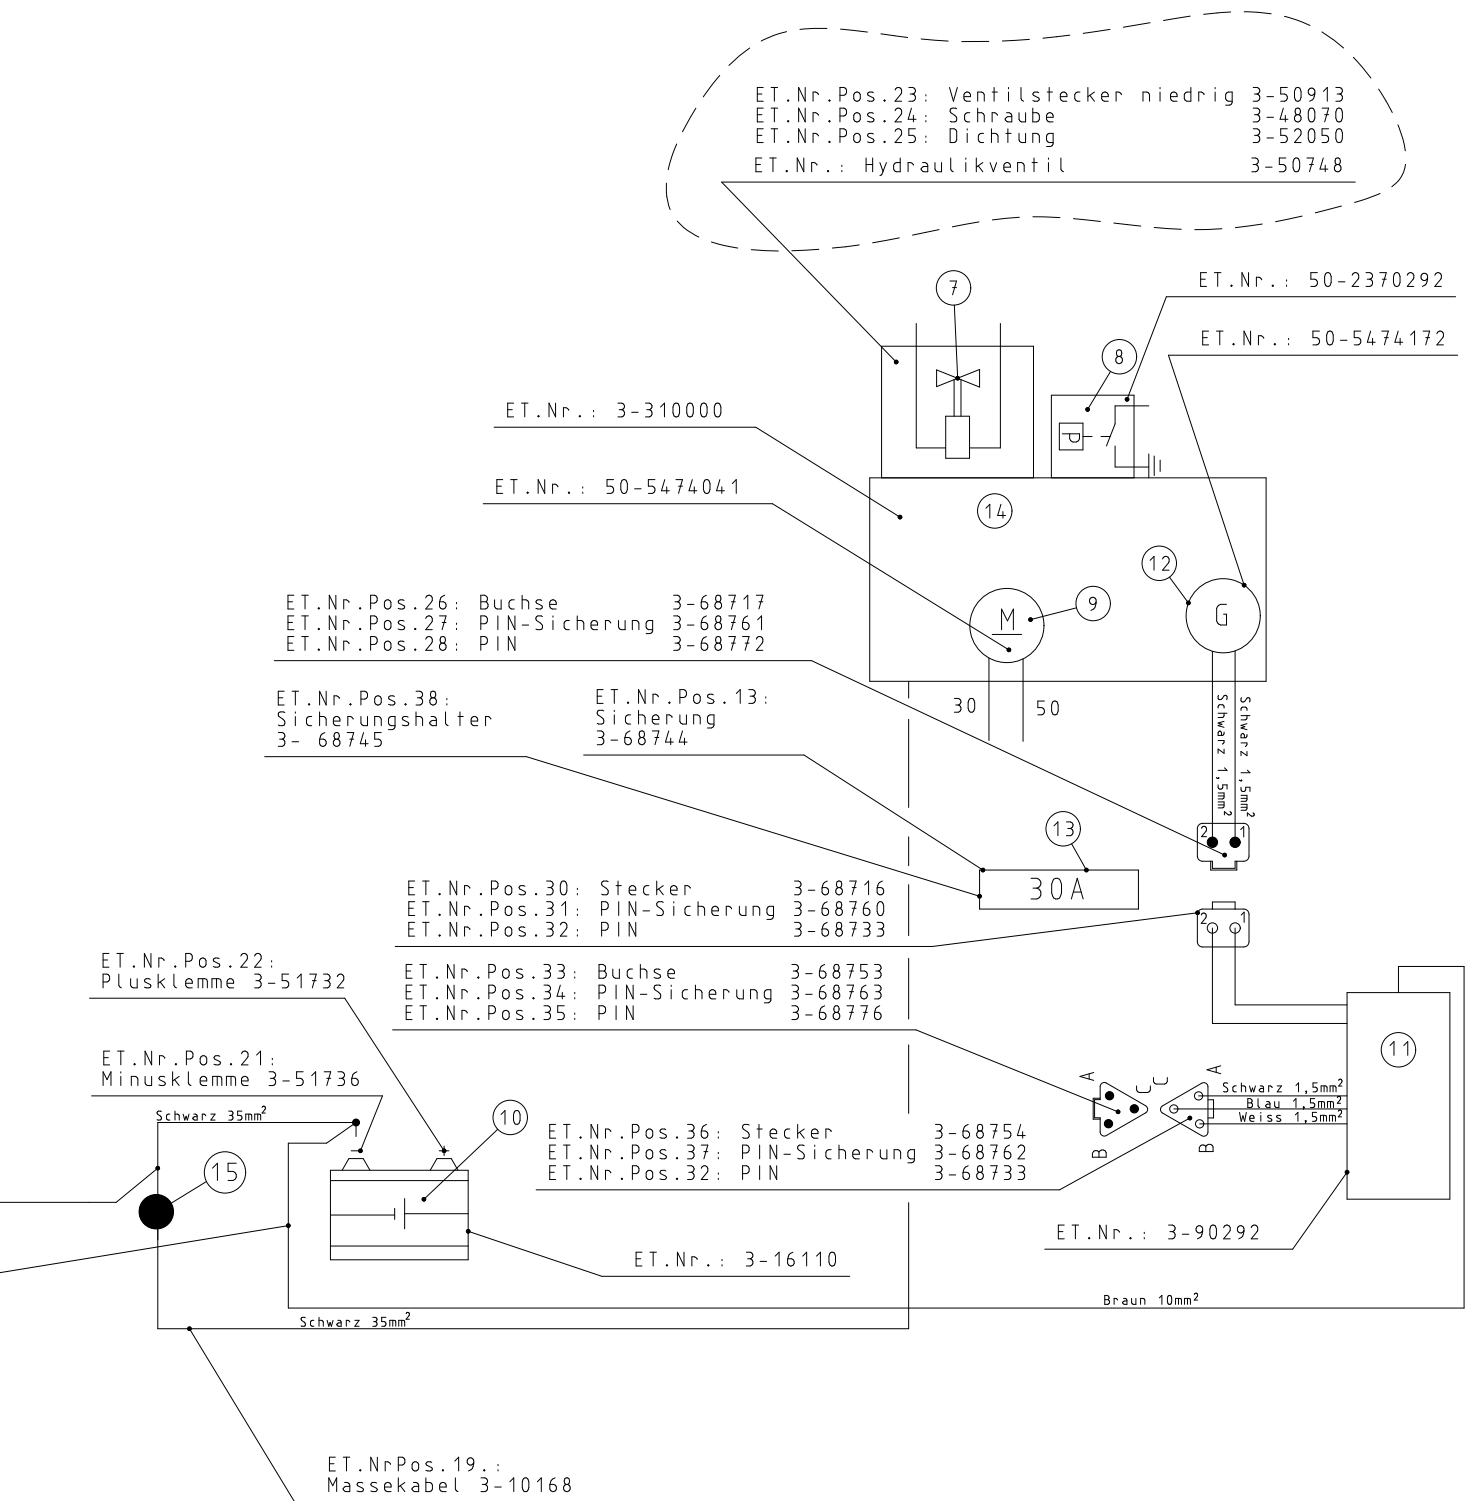 ET.Nr.Pos.23: Ventilstecker niedrig 3-50913
ET.Nr.Pos.24: Schraube 3-48070
ET.Nr.Pos.25: Dichtung 3-52050
ET.Nr.: Hydraulikventil 3-50748
7
ET.Nr.: 50-2370292
8
ET.Nr.: 50-5474172
P
ET.Nr.: 3-310000
ET.Nr.: 50-5474041
14
12
9
M
G
ET.Nr.Pos.26: Buchse 3-68717
ET.Nr.Pos.27: PIN-Sicherung 3-68761
ET.Nr.Pos.28: PIN 3-68772
ET.Nr.Pos.38:
Sicherungshalter
3- 68745
ET.Nr.Pos.13:
Sicherung
3-68744
30
50
Schwarz 1,5mm²
Schwarz 1,5mm²
2 1
13
30A
ET.Nr.Pos.30: Stecker 3-68716
ET.Nr.Pos.31: PIN-Sicherung 3-68760
ET.Nr.Pos.32: PIN 3-68733
2 1
ET.Nr.Pos.22:
Plusklemme 3-51732
ET.Nr.Pos.33: Buchse 3-68753
ET.Nr.Pos.34: PIN-Sicherung 3-68763
ET.Nr.Pos.35: PIN 3-68776
11
ET.Nr.Pos.21:
Minusklemme 3-51736
A
C
B
C
A
B
Schwarz 1,5mm²
Blau 1,5mm²
Weiss 1,5mm²
Schwarz 35mm²
10
15
ET.Nr.Pos.36: Stecker 3-68754
ET.Nr.Pos.37: PIN-Sicherung 3-68762
ET.Nr.Pos.32: PIN 3-68733
ET.Nr.: 3-90292
ET.Nr.: 3-16110
Braun 10mm²
Schwarz 35mm²
ET.NrPos.19.:
Massekabel 3-10168